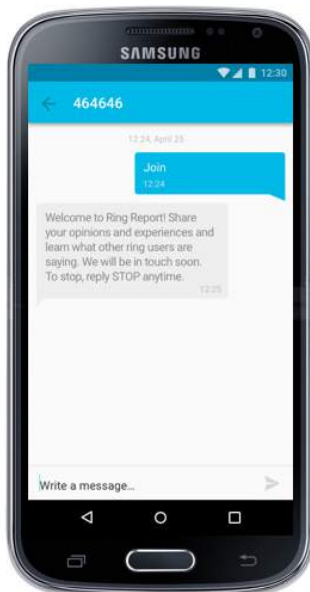 SAMSUNG
12:30
464646
12:24, April 25
Join
12:24
Welcome to Ring Report! Share
your opinions and experiences and
learn what other ring users are
saying. We will be in touch soon.
To stop, reply STOP anytime.
12:25
Write a message...